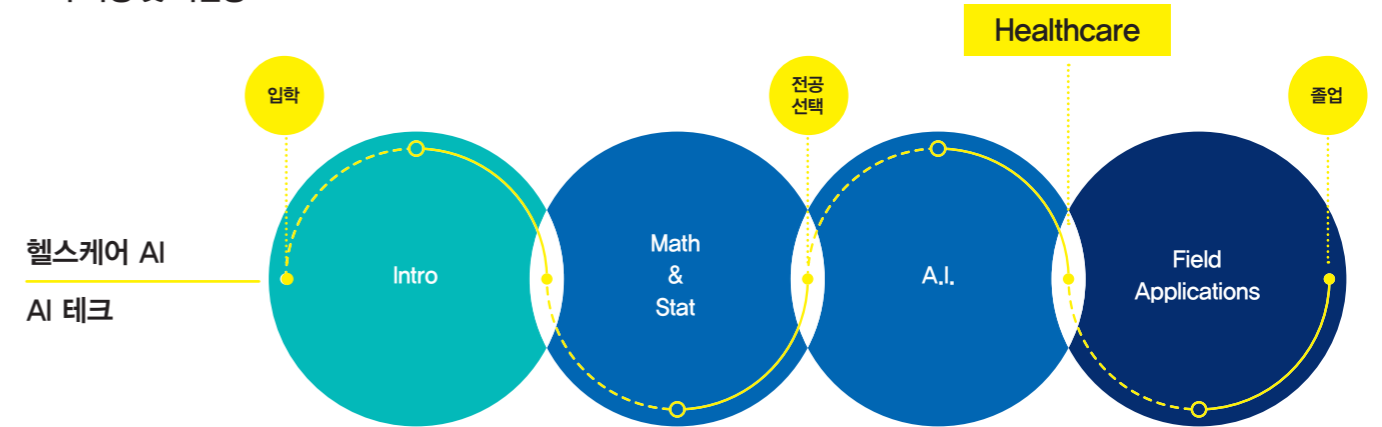 Healthcare
입학
전공
선택
졸업
헬스케어 AI
AI 테크
Intro
Math
&
Stat
A.I.
Field
Applications